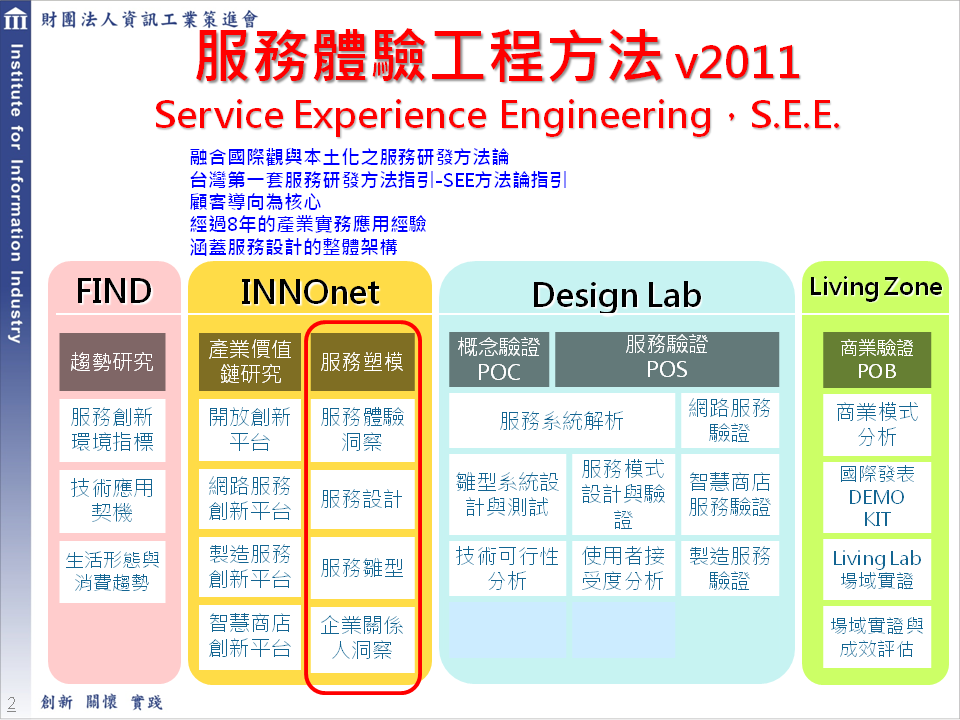 財團法人資訊工業策進會
Institute for Information Industry
服務體驗工程方法 v2011
Service Experience Engineering，S.E.E.
融合國際觀與本土化之服務研發方法論
台灣第一套服務研發方法指引-SEE方法論指引
顧客導向為核心
經過8年的產業實務應用經驗
涵蓋服務設計的整體架構
FIND
趨勢研究
服務創新
環境指標
技術應用
契機
生活形態與
消費趨勢
INNOnet
產業價值
鏈研究
開放創新
平台
網路服務
創新平台
製造服務
創新平台
智慧商店
創新平台
服務塑模
服務體驗
洞察
服務設計
服務雛型
企業關係
人洞察
Design Lab
概念驗證
POC
服務驗證
POS
服務系統解析
網路服務
驗證
雛型系統設
計與測試
服務模式
設計與驗
證
智慧商店
服務驗證
技術可行性
分析
使用者接
受度分析
製造服務
驗證
Living Zone
商業驗證
POB
商業模式
分析
國際發表
DEMO
KIT
Living Lab
場域實證
場域實證與
成效評估
2
創新 關懷 實踐